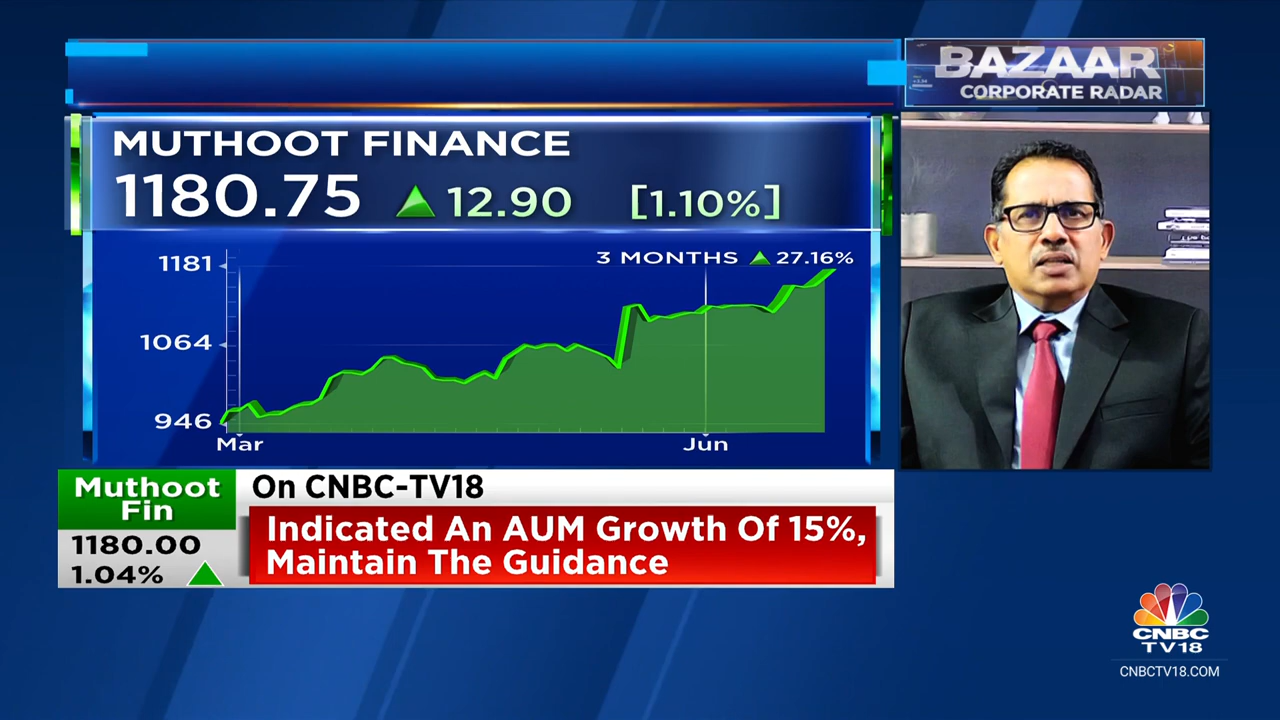 BAZAAR
CORPORATE RADAR
MUTHOOT FINANCE
1180.75 ▲ 12.90 [1.10%]
3 MONTHS ▲ 27.16%
1181
1064
946
Mar Jun
Muthoot
Fin
1180.00
1.04% ▲
On CNBC-TV18
Indicated An AUM Growth Of 15%,
Maintain The Guidance
CNBC
TV18
CNBCTV18.COM